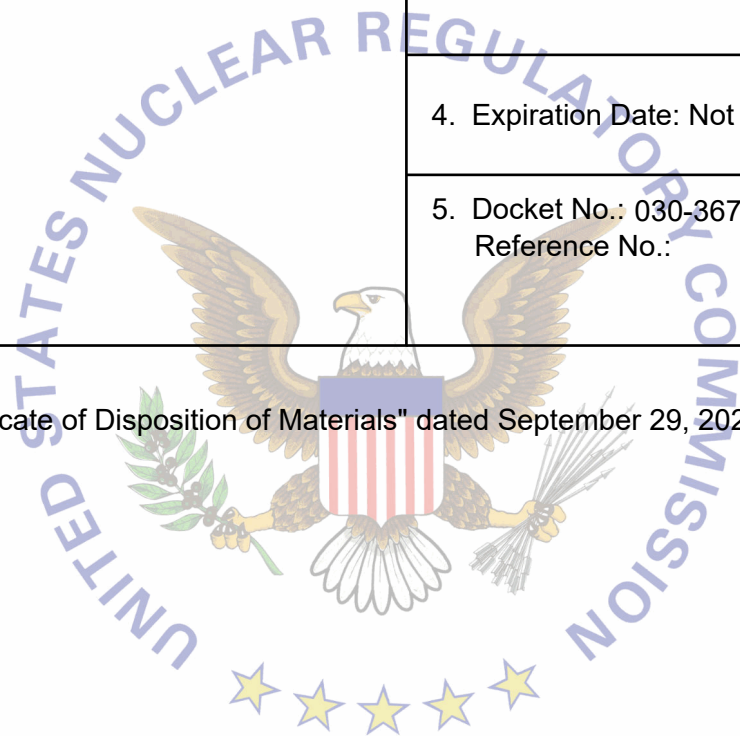 UNITED STATES NUCLEAR REGULATORY COMMISSION
4. Expiration Date: Not
5. Docket No.: 030-367
Reference No.:
cate of Disposition of Materials" dated September 29, 202